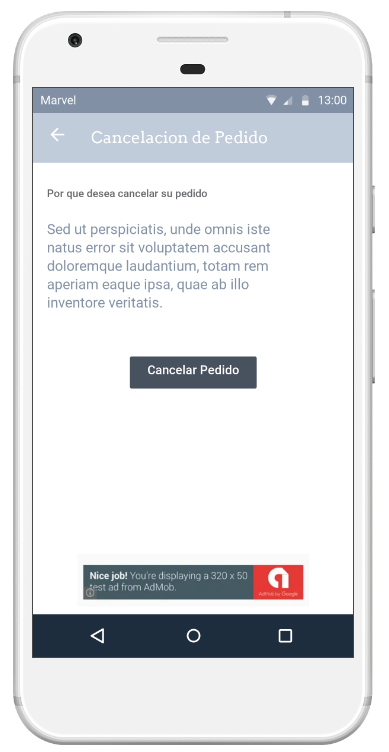 Marvel 13:00
Cancelacion de Pedido
Por que desea cancelar su pedido
Sed ut perspiciatis, unde omnis iste
natus error sit voluptatem accusant
doloremque laudantium, totam rem
aperiam eaque ipsa, quae ab illo
inventore veritatis.
Cancelar Pedido
Nice job! You're displaying a 320 x 50
test ad from AdMob.
AdMob by Google